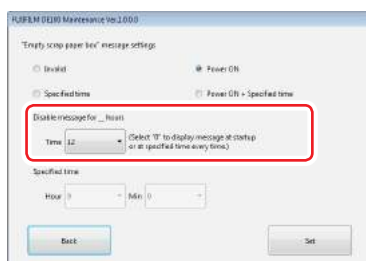 FUJIFILM DE100 Maintenance Ver.1.0.0.0
"Empty scrap paper box" message settings
Invalid
Power ON
Specified time
Power ON + Specified time
Disable message for __ hours
Time 12 (Select "0" to display message at startup
or at specified time every time.)
Specified time
Hour 0 Min 0
Back Set